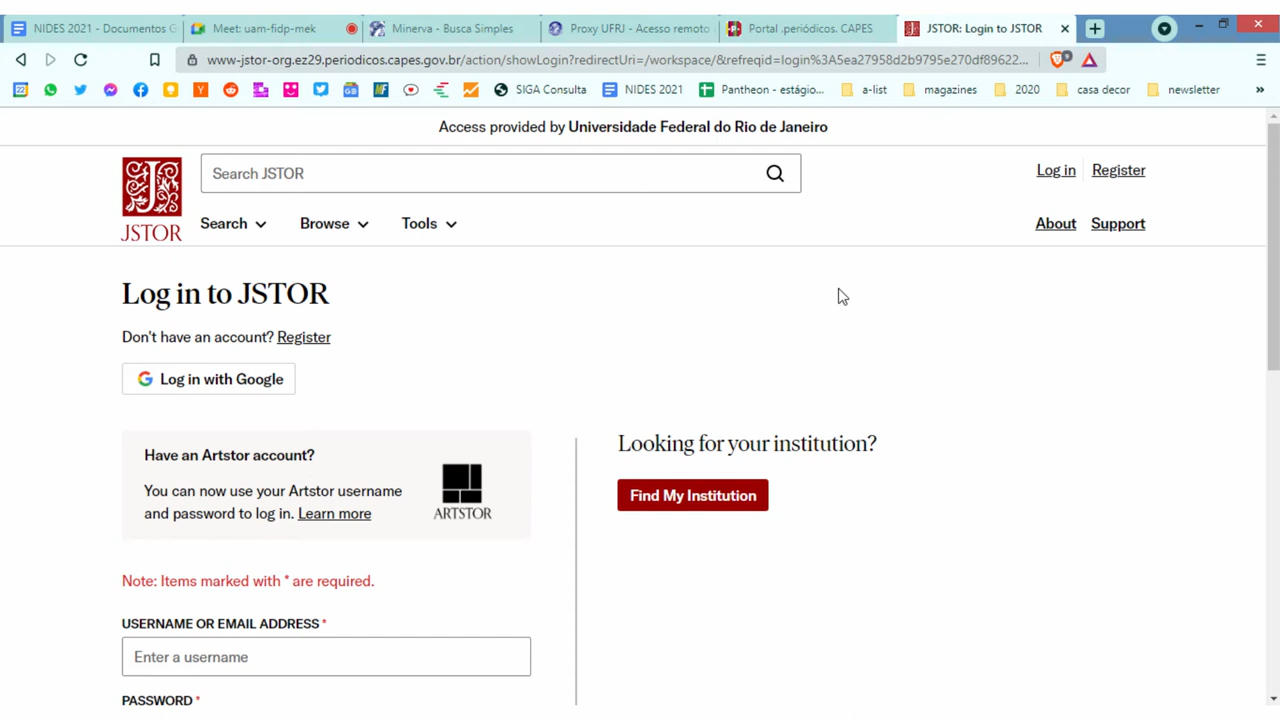 NIDES 2021 - Documentos G
Meet: uam-fidp-mek
Minerva - Busca Simples
Proxy UFRJ - Acesso remoto
Portal .periódicos. CAPES
JSTOR: Login to JSTOR
www-jstor-org.ez29.periodicos.capes.gov.br/action/showLogin?redirectUri=/workspace/&refreqid=login%3A5ea27958d2b9795e270df89622...
SIGA Consulta
NIDES 2021
Pantheon - estágio...
a-list
magazines
2020
casa decor
newsletter
Access provided by Universidade Federal do Rio de Janeiro
JSTOR
Search JSTOR
Log in
Register
Search
Browse
Tools
About
Support
Log in to JSTOR
Don't have an account? Register
Log in with Google
Have an Artstor account?
You can now use your Artstor username
and password to log in. Learn more
ARTSTOR
Looking for your institution?
Find My Institution
Note: Items marked with * are required.
USERNAME OR EMAIL ADDRESS *
Enter a username
PASSWORD *